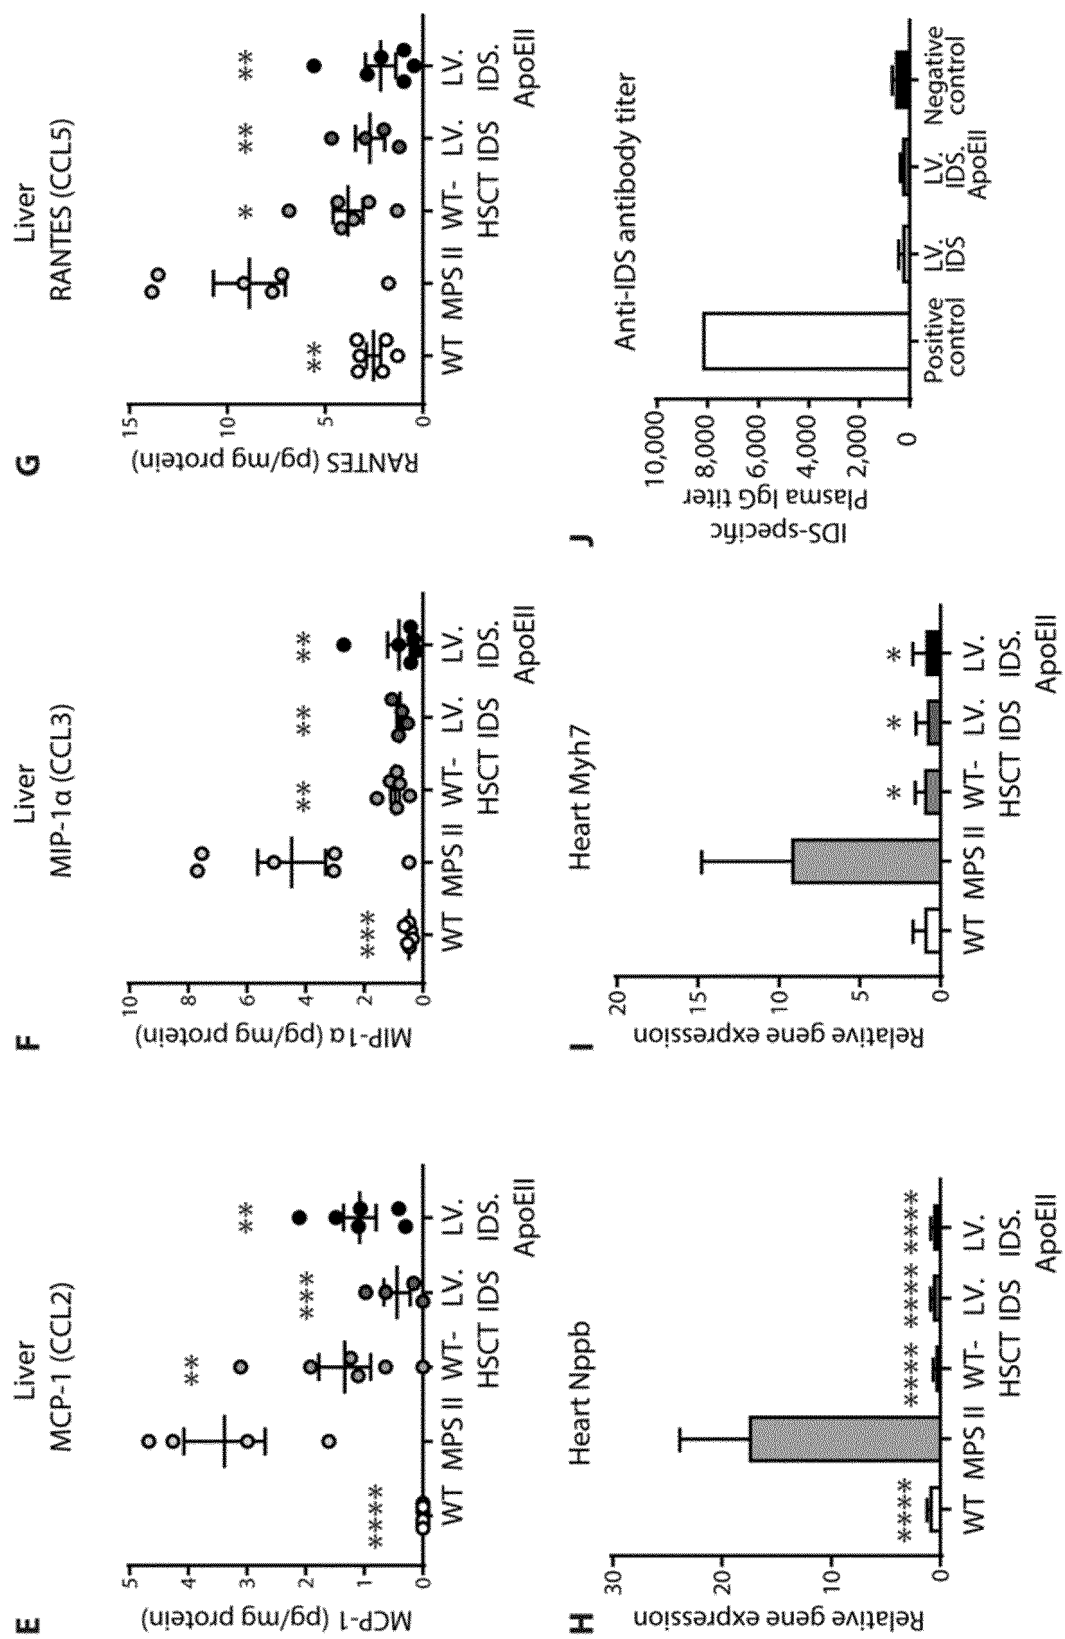 E
Liver
MCP-1 (CCL2)
MCP-1 (pg/mg protein)
5
4
3
2
1
0
****
**
***
**
WT MPS II WT- LV. LV.
HSCT IDS IDS.
ApoEII
F
Liver
MIP-1α (CCL3)
MIP-1α (pg/mg protein)
10
8
6
4
2
0
***
**
**
**
WT MPS II WT- LV. LV.
HSCT IDS IDS.
ApoEII
G
Liver
RANTES (CCL5)
RANTES (pg/mg protein)
15
10
5
0
**
*
**
**
WT MPS II WT- LV. LV.
HSCT IDS IDS.
ApoEII
H
Heart Nppb
Relative gene expression
30
20
10
0
**** **** **** ****
WT MPS II WT- LV. LV.
HSCT IDS IDS.
ApoEII
I
Heart Myh7
Relative gene expression
20
15
10
5
0
* * *
WT MPS II WT- LV. LV.
HSCT IDS IDS.
ApoEII
J
Anti-IDS antibody titer
IDS-specific
Plasma IgG titer
10,000
8,000
6,000
4,000
2,000
0
Positive LV. LV. Negative
control IDS IDS. control
ApoEII